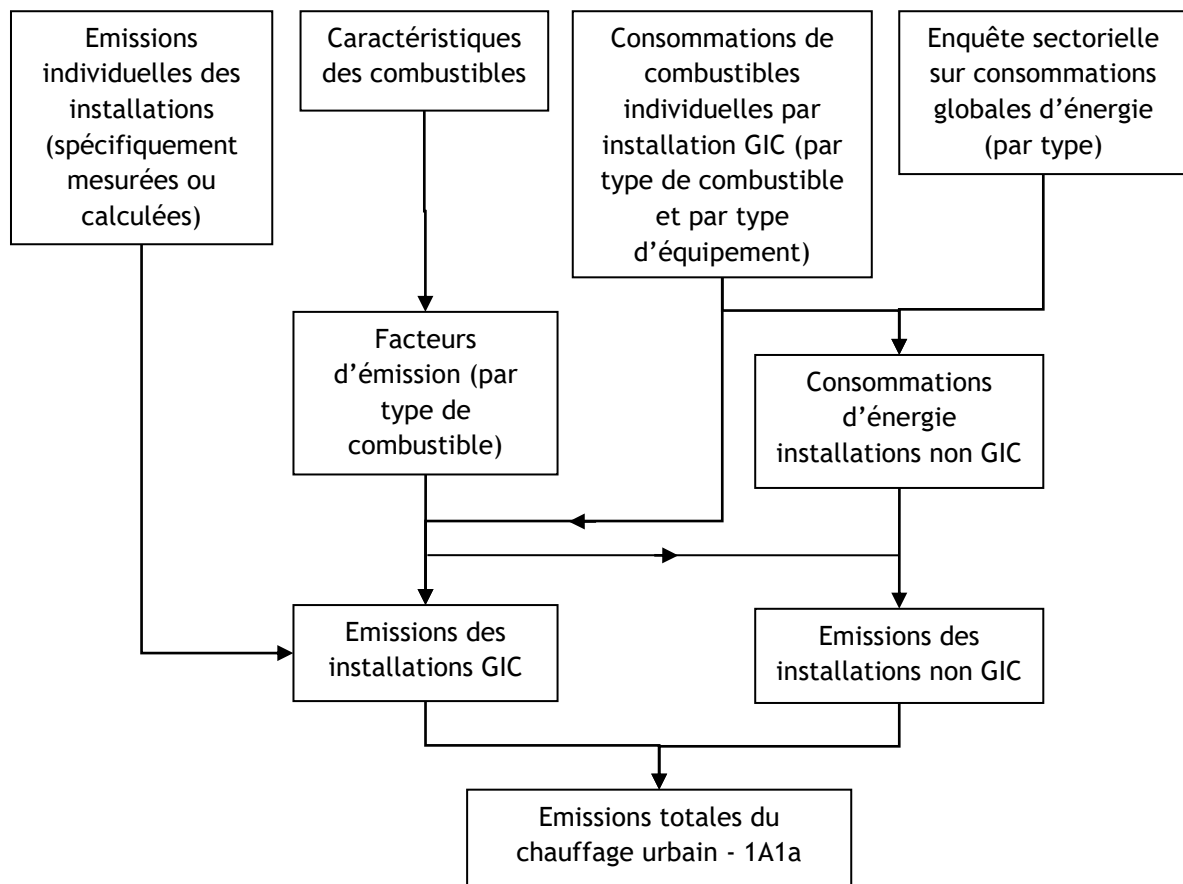 Emissions
individuelles des
installations
(spécifiquement
mesurées ou
calculées)
Caractéristiques
des combustibles
Consommations de
combustibles
individuelles par
installation GIC (par
type de combustible
et par type
d’équipement)
Enquête sectorielle
sur consommations
globales d’énergie
(par type)
Facteurs
d’émission (par
type de
combustible)
Consommations
d’énergie
installations non GIC
Emissions des
installations GIC
Emissions des
installations non GIC
Emissions totales du
chauffage urbain - 1A1a